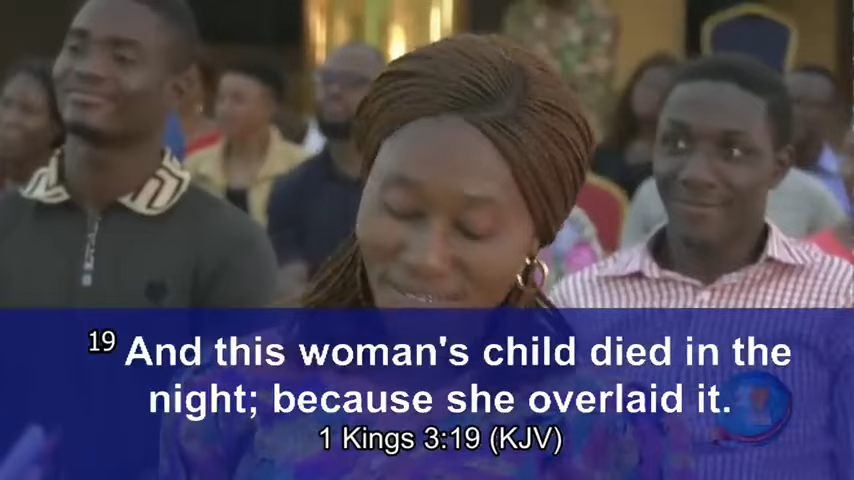 19 And this woman's child died in the
night; because she overlaid it.
1 Kings 3:19 (KJV)